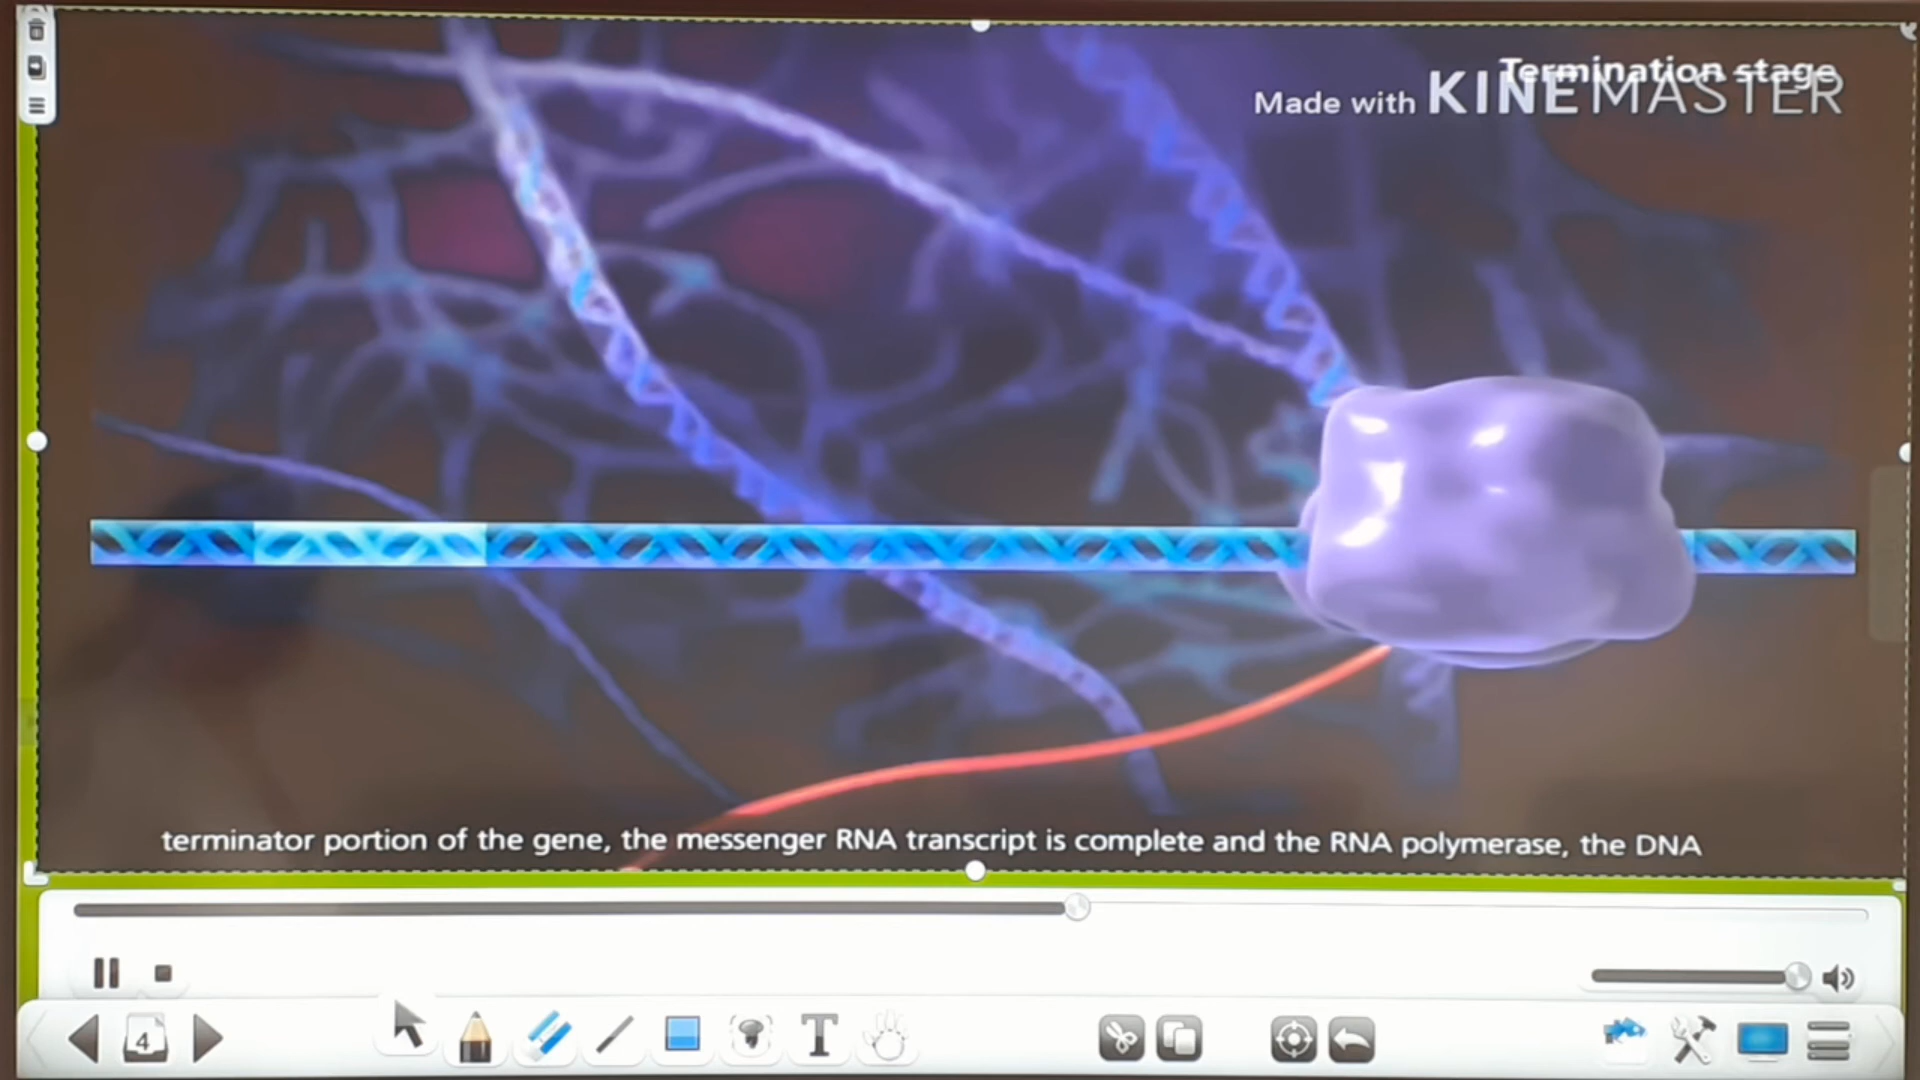 Termination stage
Made with KINEMASTER
terminator portion of the gene, the messenger RNA transcript is complete and the RNA polymerase, the DNA
4
T